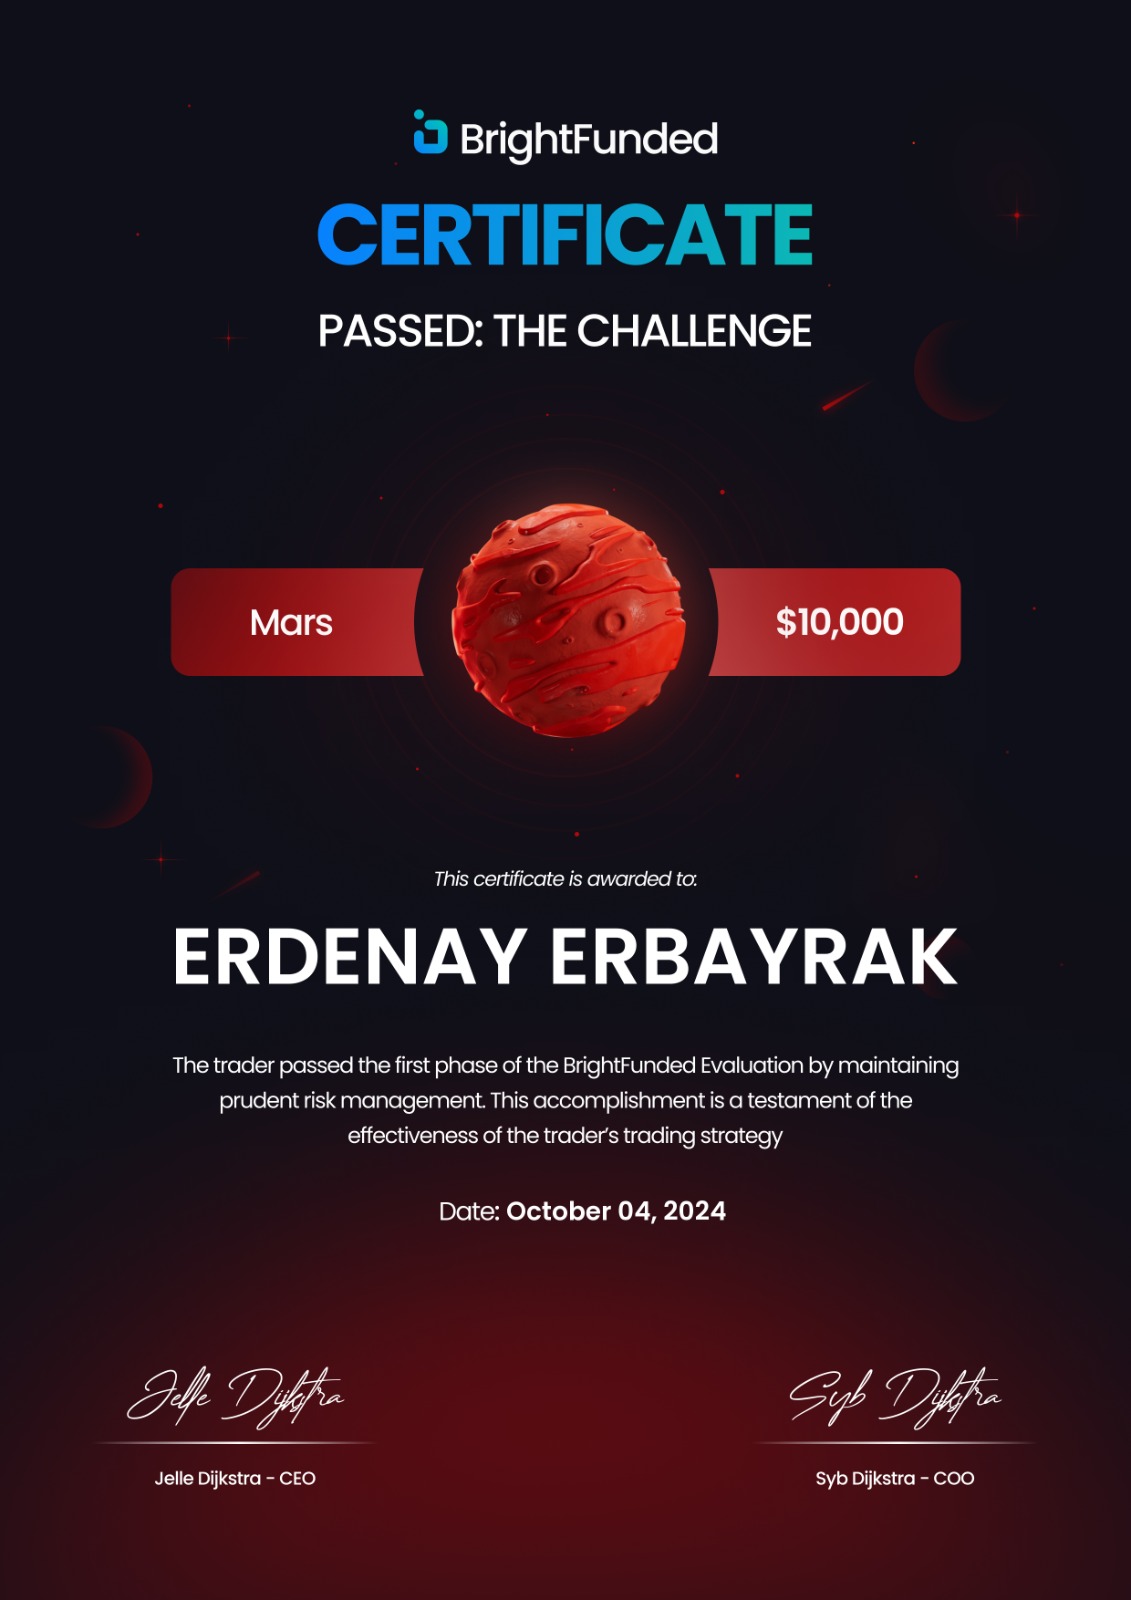 BrightFunded
CERTIFICATE
PASSED: THE CHALLENGE
Mars
$10,000
This certificate is awarded to:
ERDENAY ERBAYRAK
The trader passed the first phase of the BrightFunded Evaluation by maintaining
prudent risk management. This accomplishment is a testament of the
effectiveness of the trader’s trading strategy
Date: October 04, 2024
Jelle Dijkstra
Syb Dijkstra
Jelle Dijkstra - CEO
Syb Dijkstra - COO